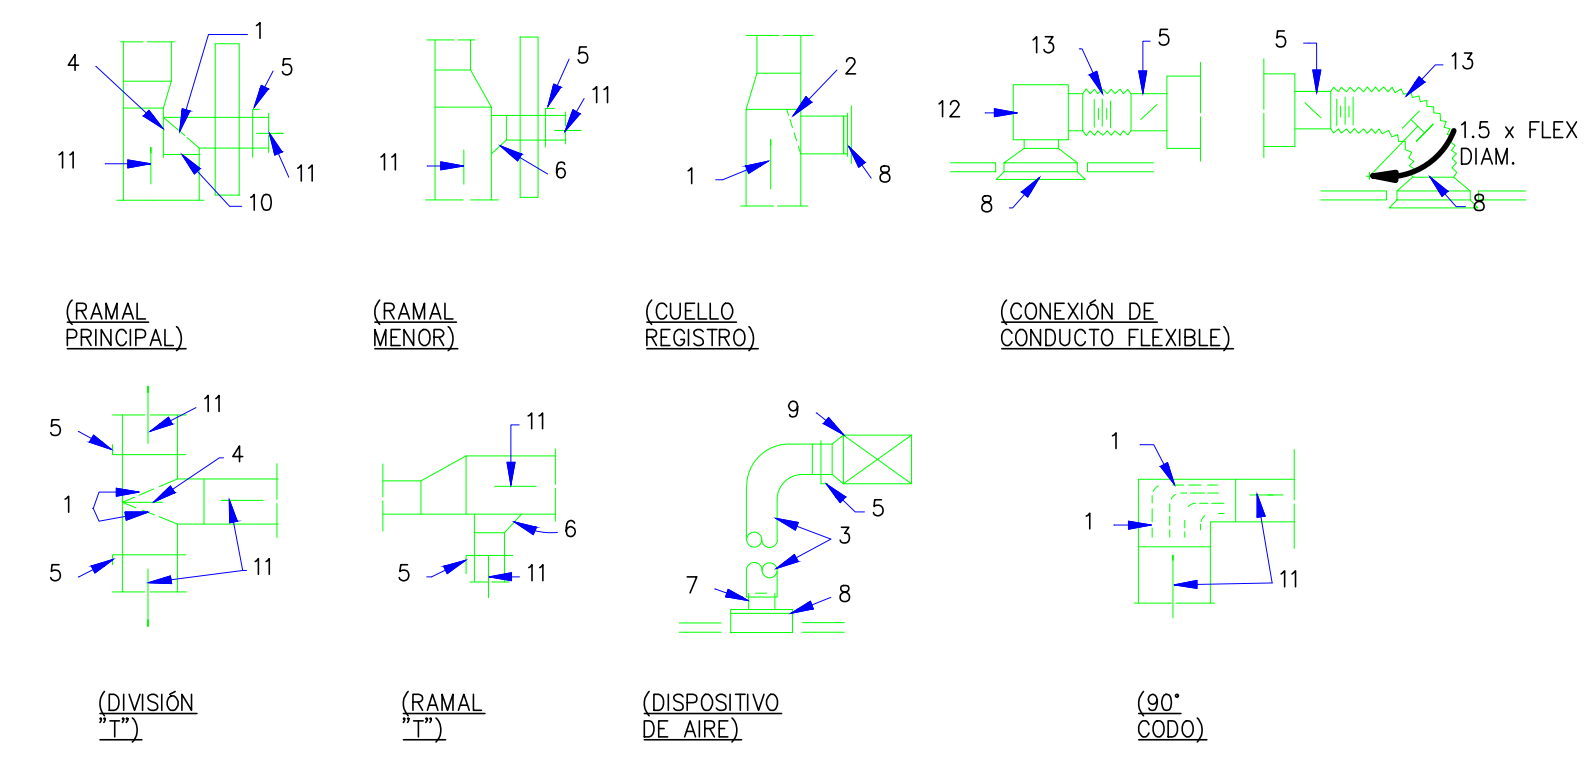 1
4
5
11
11
10
(RAMAL
PRINCIPAL)
5
11
11
6
(RAMAL
MENOR)
2
1
8
(CUELLO
REGISTRO)
13
5
12
8
5
13
1.5 x FLEX
DIAM.
8
(CONEXIÓN DE
CONDUCTO FLEXIBLE)
11
5
4
1
5
11
(DIVISIÓN
"T")
11
6
5
11
(RAMAL
"T")
9
5
3
7
8
(DISPOSITIVO
DE AIRE)
1
1
11
(90°
CODO)